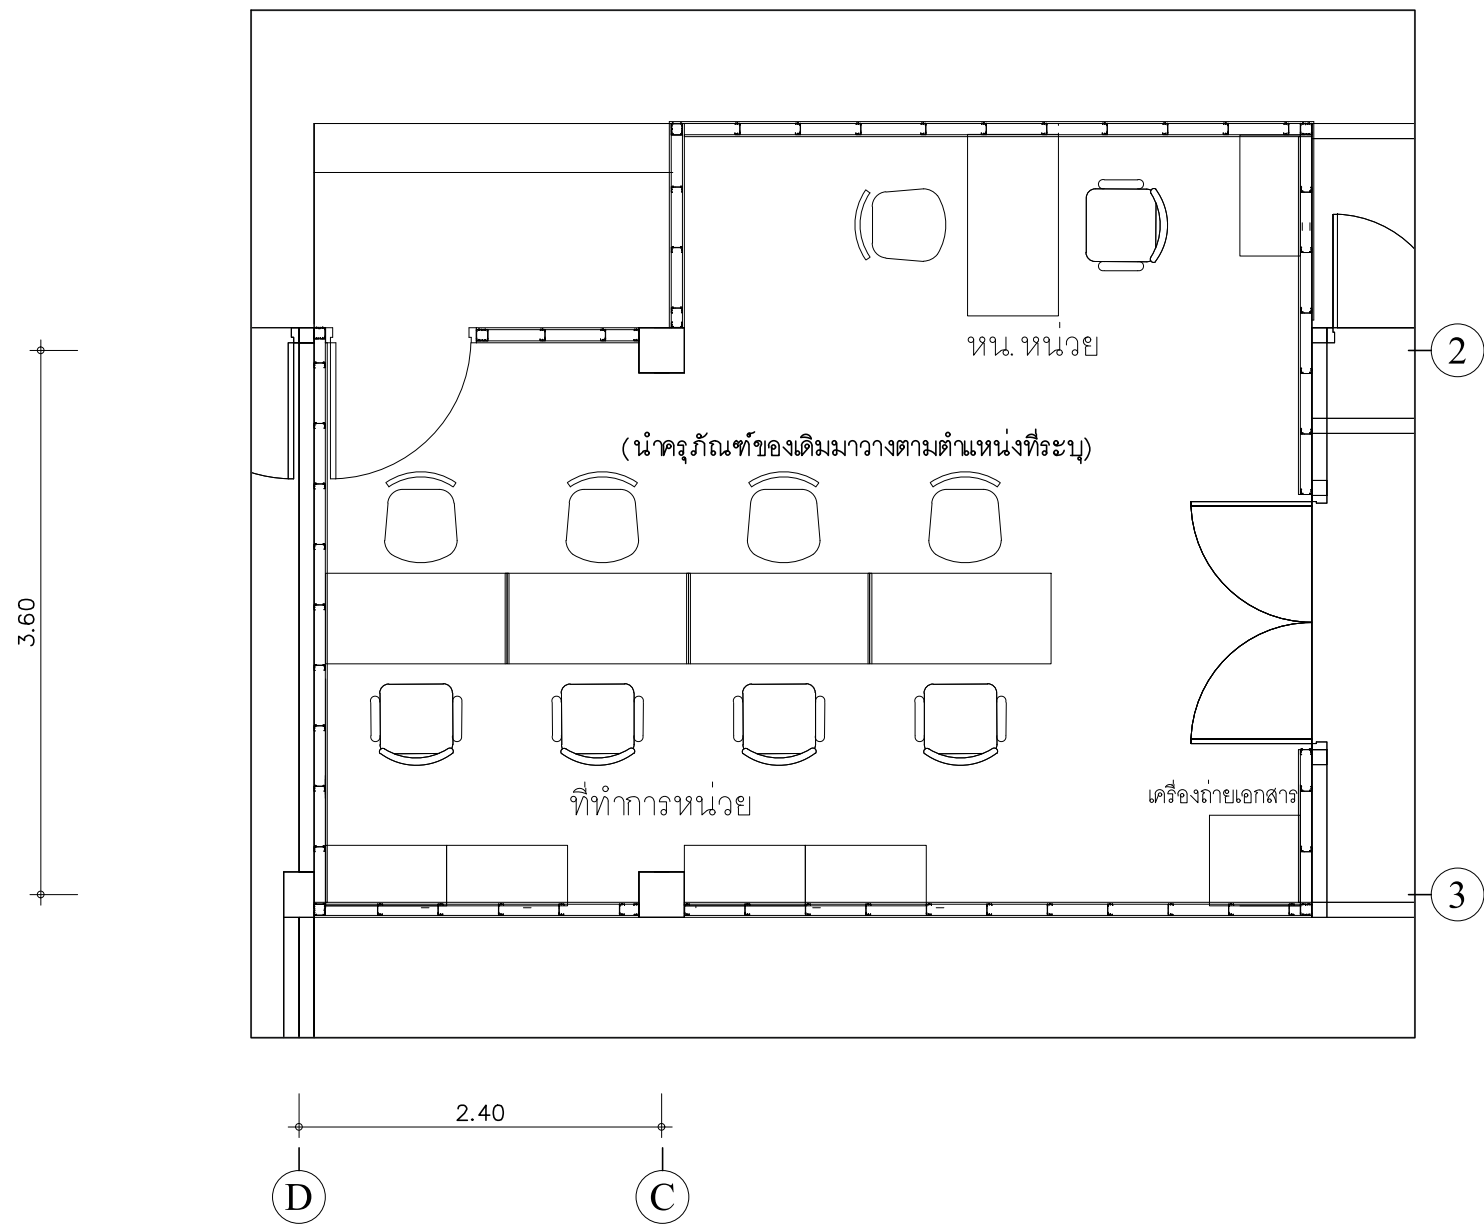 หน. หน่วย
2
(นำครุภัณฑ์ของเดิมมาวางตามตำแหน่งที่ระบุ)
3.60
ที่ทำการหน่วย
เครื่องถ่ายเอกสาร
3
2.40
D
C